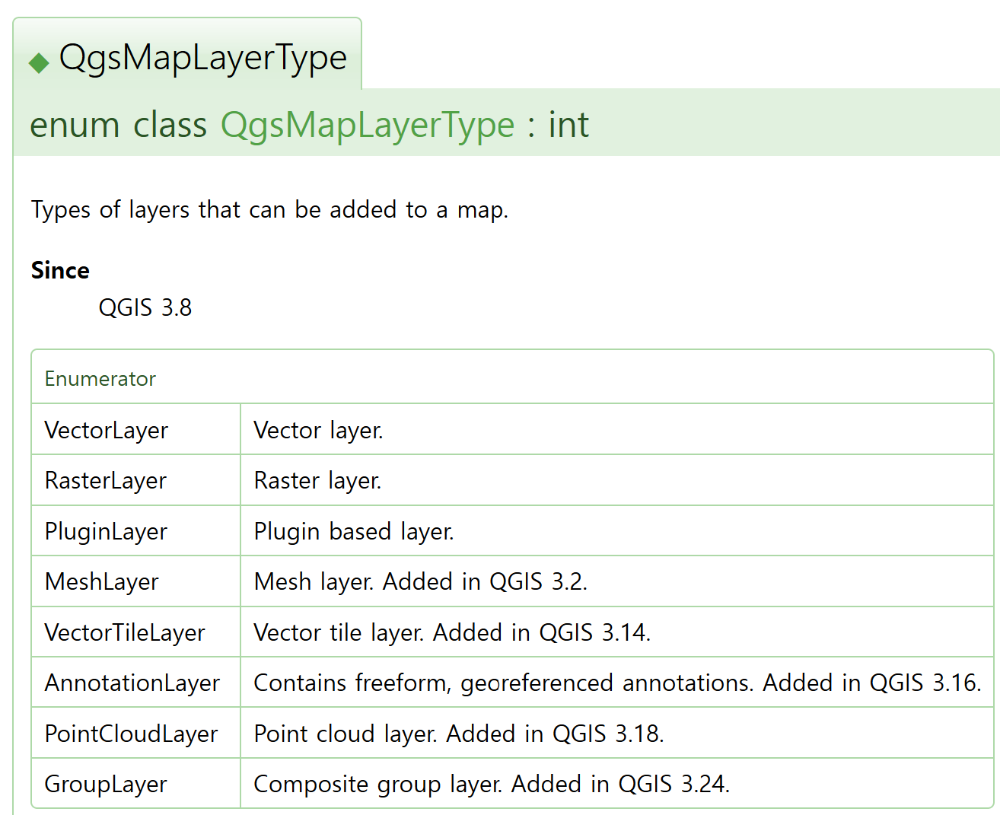 ◆ QgsMapLayerType
enum class QgsMapLayerType : int
Types of layers that can be added to a map.
Since
QGIS 3.8
Enumerator
VectorLayer Vector layer.
RasterLayer Raster layer.
PluginLayer Plugin based layer.
MeshLayer Mesh layer. Added in QGIS 3.2.
VectorTileLayer Vector tile layer. Added in QGIS 3.14.
AnnotationLayer Contains freeform, georeferenced annotations. Added in QGIS 3.16.
PointCloudLayer Point cloud layer. Added in QGIS 3.18.
GroupLayer Composite group layer. Added in QGIS 3.24.